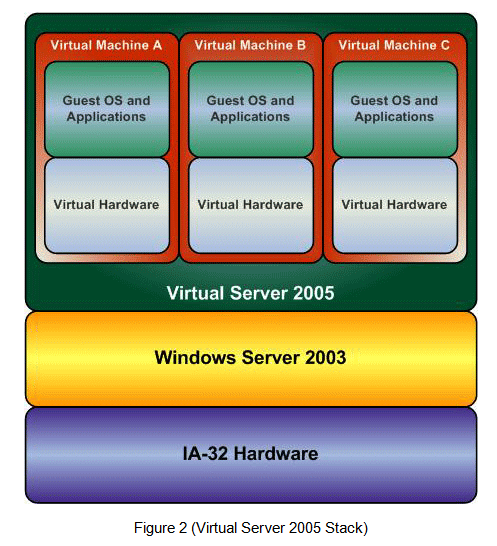 Virtual Machine A Virtual Machine B Virtual Machine C
Guest OS and Applications
Guest OS and Applications
Guest OS and Applications
Virtual Hardware Virtual Hardware Virtual Hardware
Virtual Server 2005
Windows Server 2003
IA-32 Hardware
Figure 2 (Virtual Server 2005 Stack)